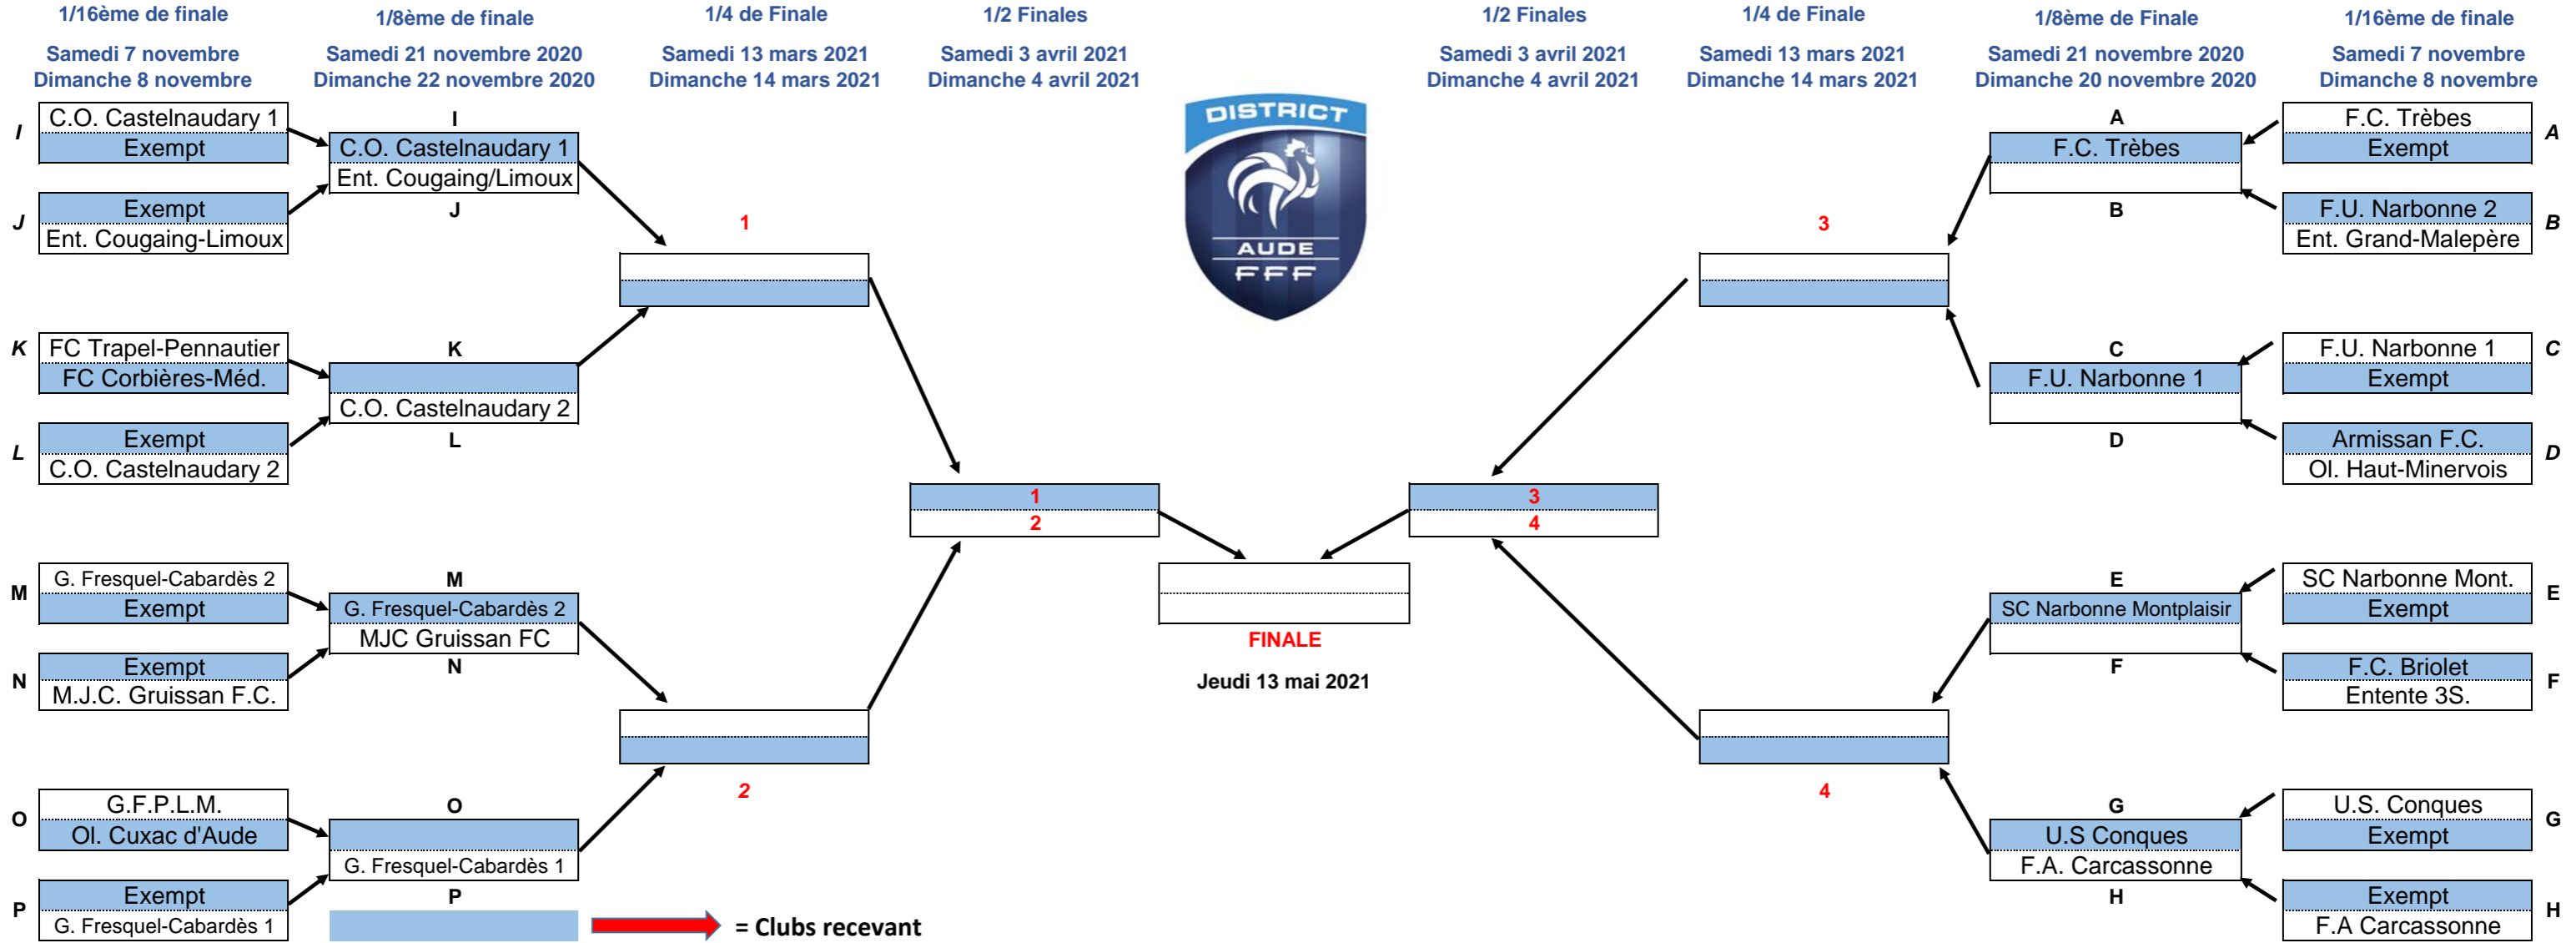 1/16ème de finale
1/8ème de finale
1/4 de Finale
1/2 Finales
1/2 Finales
1/4 de Finale
1/8ème de Finale
1/16ème de finale
Samedi 7 novembre
Dimanche 8 novembre
Samedi 21 novembre 2020
Dimanche 22 novembre 2020
Samedi 13 mars 2021
Dimanche 14 mars 2021
Samedi 3 avril 2021
Dimanche 4 avril 2021
Samedi 3 avril 2021
Dimanche 4 avril 2021
Samedi 13 mars 2021
Dimanche 14 mars 2021
Samedi 21 novembre 2020
Dimanche 20 novembre 2020
Samedi 7 novembre
Dimanche 8 novembre
I
C.O. Castelnaudary 1
Exempt
J
Exempt
Ent. Cougaing-Limoux
K
FC Trapel-Pennautier
FC Corbières-Méd.
L
Exempt
C.O. Castelnaudary 2
M
G. Fresquel-Cabardès 2
Exempt
N
Exempt
M.J.C. Gruissan F.C.
O
G.F.P.L.M.
Ol. Cuxac d'Aude
P
Exempt
G. Fresquel-Cabardès 1
I
C.O. Castelnaudary 1
Ent. Cougaing/Limoux
J
K
C.O. Castelnaudary 2
L
M
G. Fresquel-Cabardès 2
MJC Gruissan FC
N
O
G. Fresquel-Cabardès 1
P
= Clubs recevant
1
2
1
2
DISTRICT
AUDE
FFF
FINALE
Jeudi 13 mai 2021
3
4
3
4
A
F.C. Trèbes
B
C
F.U. Narbonne 1
D
E
SC Narbonne Montplaisir
F
G
U.S Conques
F.A. Carcassonne
H
F.C. Trèbes
Exempt
A
F.U. Narbonne 2
Ent. Grand-Malepère
B
F.U. Narbonne 1
Exempt
C
Armissan F.C.
Ol. Haut-Minervois
D
SC Narbonne Mont.
Exempt
E
F.C. Briolet
Entente 3S.
F
U.S. Conques
Exempt
G
Exempt
F.A Carcassonne
H